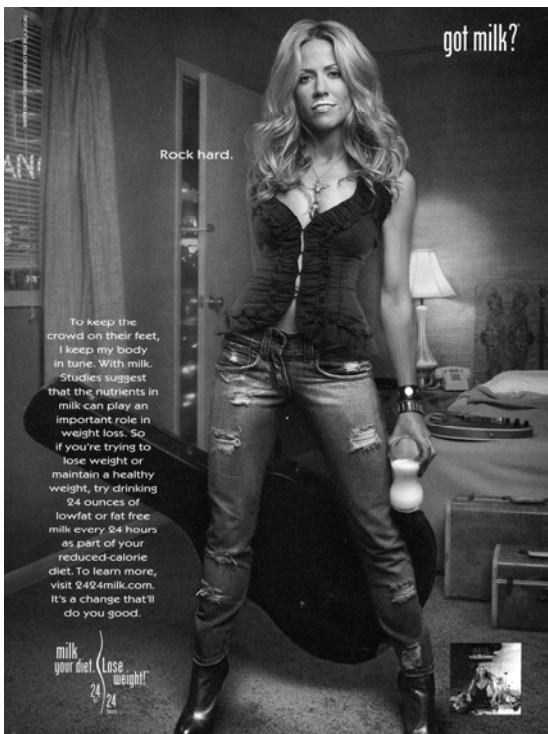 got milk?
Rock hard.
AN
To keep the
crowd on their feet,
I keep my body
in tune. With milk.
Studies suggest
that the nutrients in
milk can play an
important role in
weight loss. So
if you're trying to
lose weight or
maintain a healthy
weight, try drinking
24 ounces of
lowfat or fat free
milk every 24 hours
as part of your
reduced-calorie
diet. To learn more,
visit 2424milk.com.
It's a change that'll
do you good.
milk
your diet. Lose
weight!
24
oz
24
hours